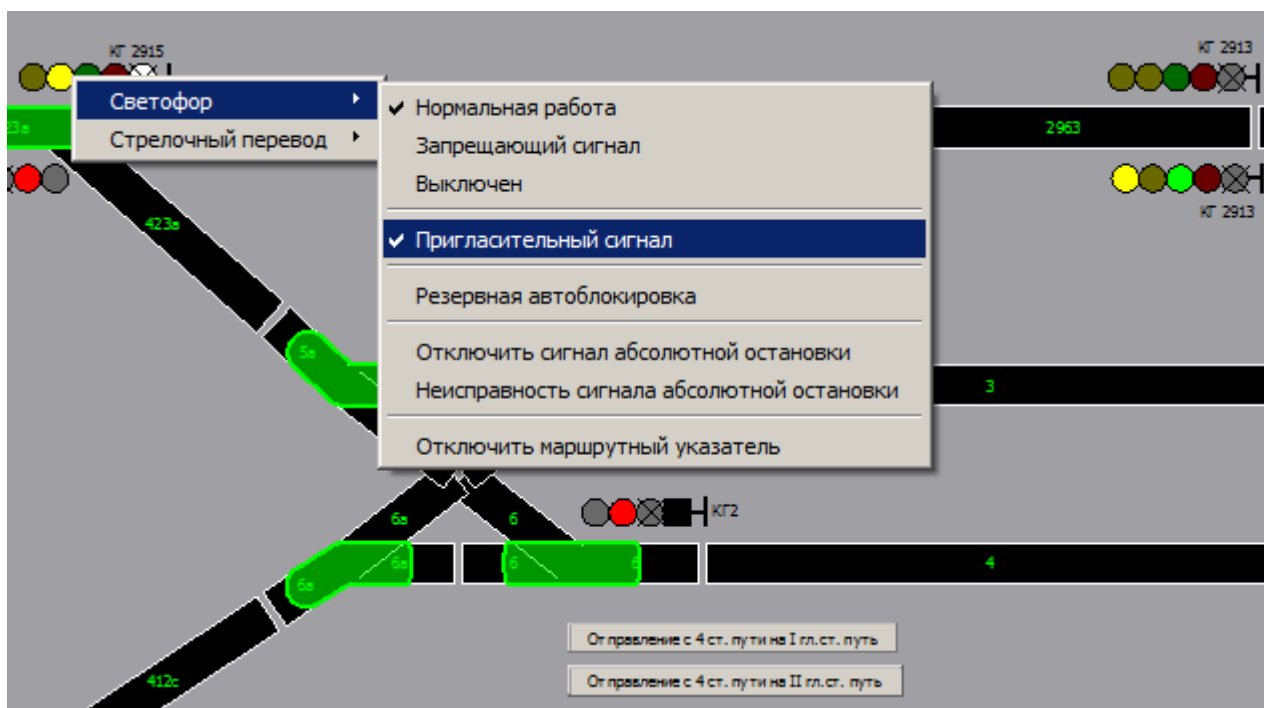 КГ 2915
КГ 2913
Светофор
Нормальная работа
23а
2963
Стрелочный перевод
Запрещающий сигнал
Выключен
КГ 2913
423а
Пригласительный сигнал
Резервная автоблокировка
5а
Отключить сигнал абсолютной остановки
Неисправность сигнала абсолютной остановки
3
Отключить маршрутный указатель
КГ2
6а
6
6а
6
6
4
6а
Отправление с 4 ст. пути на I гл.ст. путь
412с
Отправление с 4 ст. пути на II гл.ст. путь